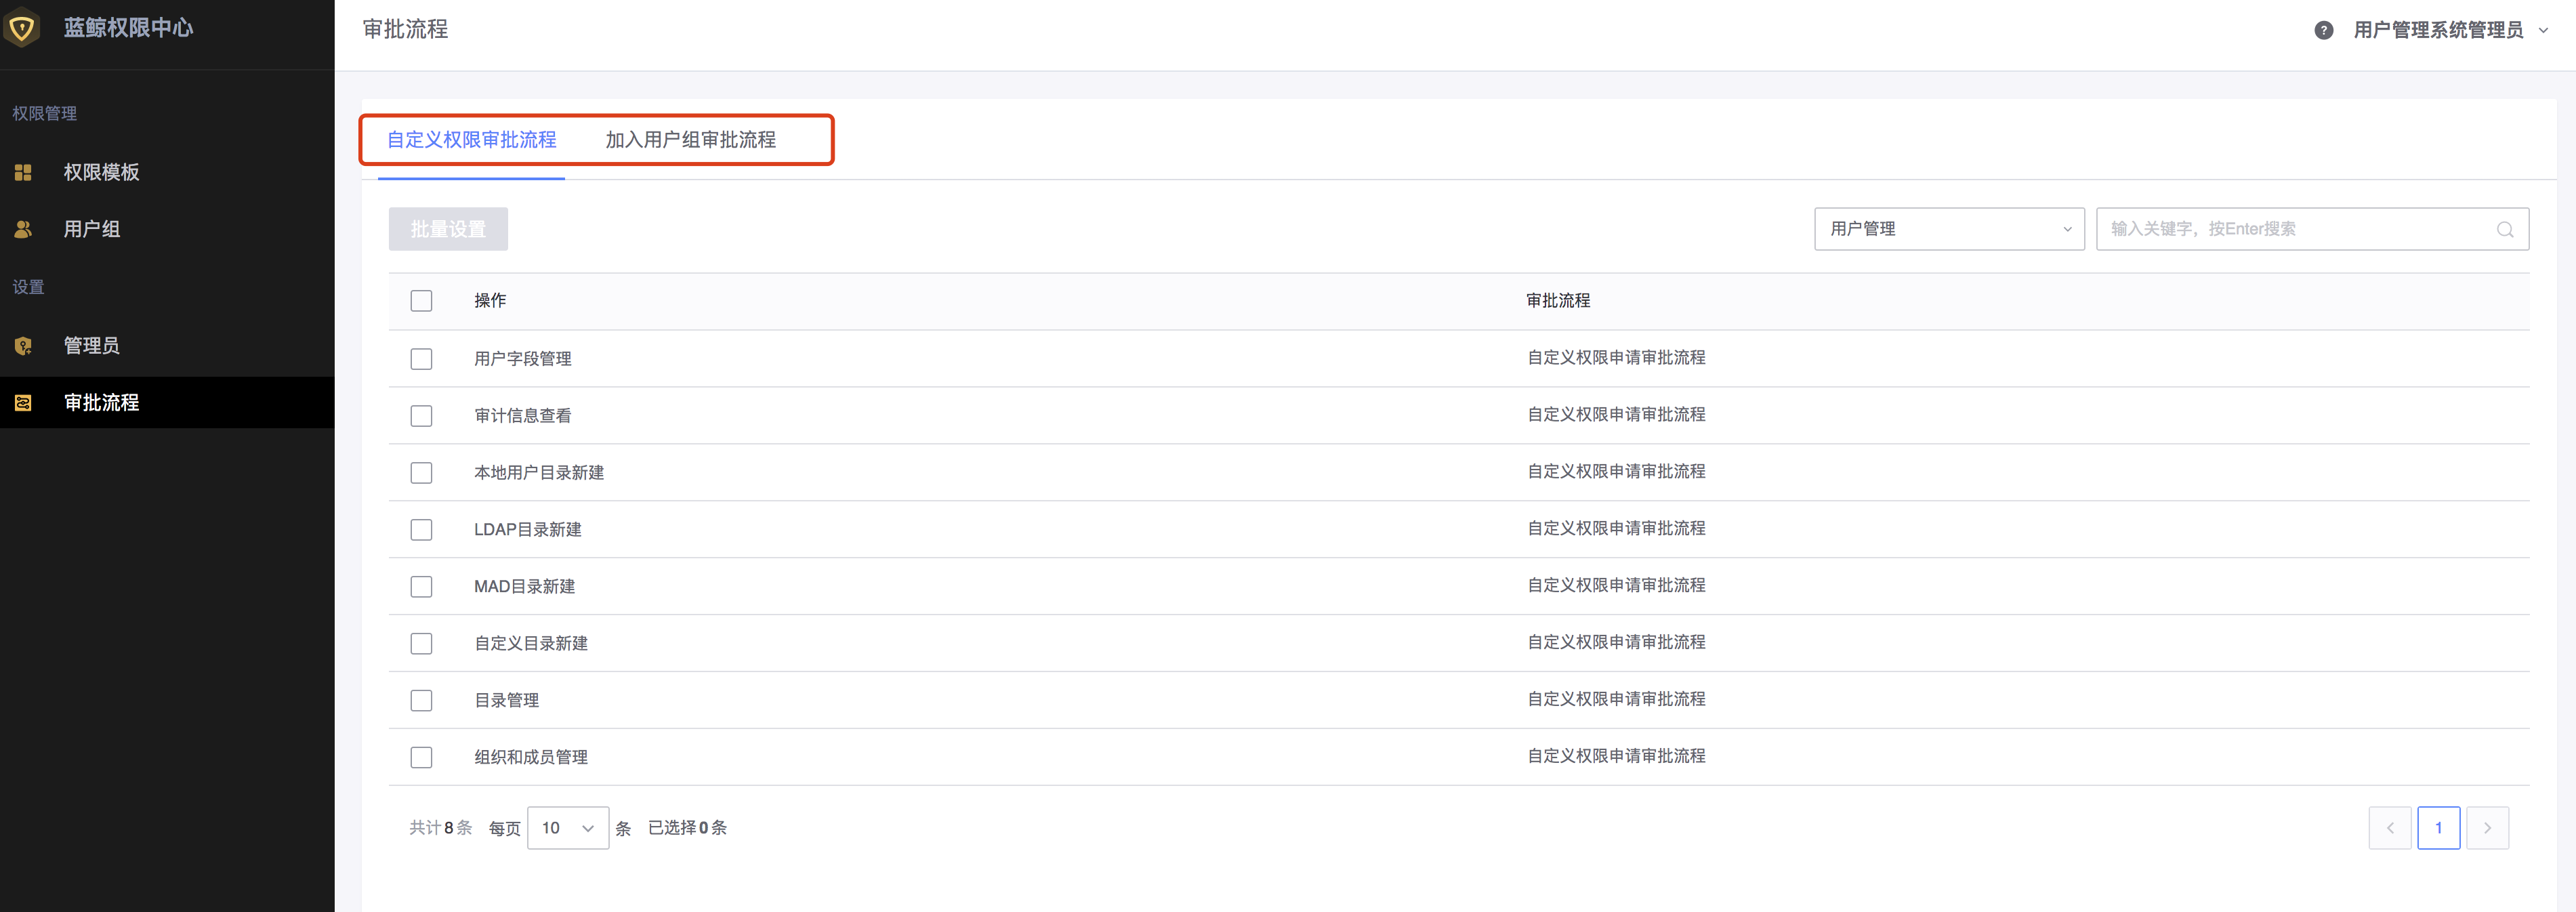 蓝鲸权限中心
审批流程
? 用户管理系统管理员
权限管理
权限模板
用户组
设置
管理员
审批流程
自定义权限审批流程 加入用户组审批流程
批量设置 用户管理 输入关键字，按Enter搜索
操作 审批流程
用户字段管理 自定义权限申请审批流程
审计信息查看 自定义权限申请审批流程
本地用户目录新建 自定义权限申请审批流程
LDAP目录新建 自定义权限申请审批流程
MAD目录新建 自定义权限申请审批流程
自定义目录新建 自定义权限申请审批流程
目录管理 自定义权限申请审批流程
组织和成员管理 自定义权限申请审批流程
共计8条 每页 10 条 已选择0条 1